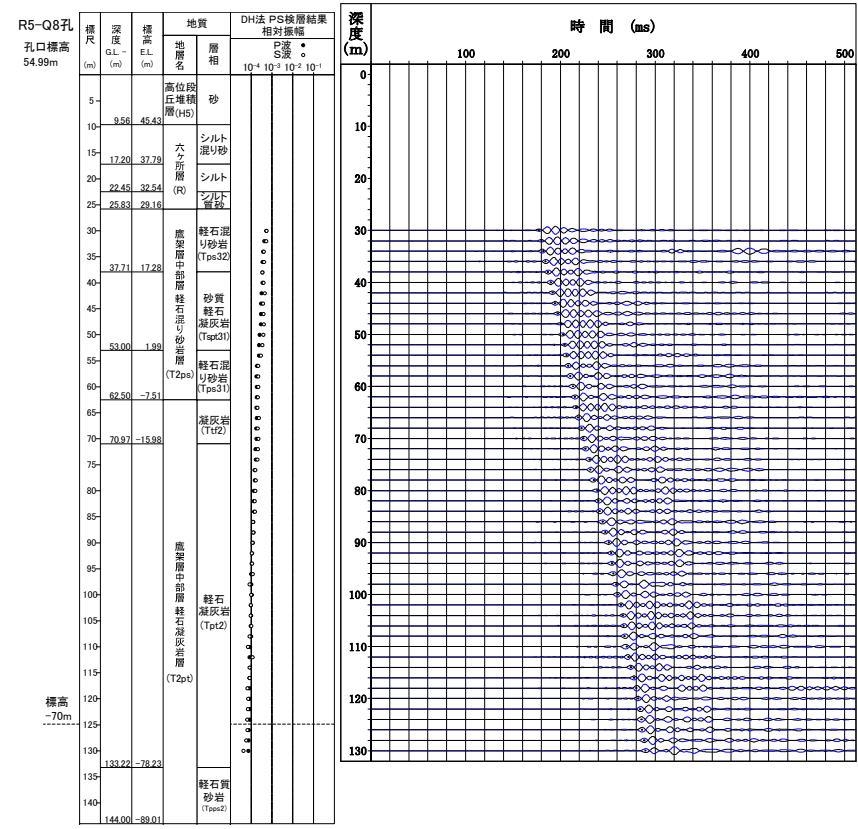 R5-Q8孔
孔口標高
54.99m
標尺
(m)
深度
G.L. -
(m)
標高
E.L.
(m)
地質
地層名
層相
DH法 PS検層結果
相対振幅
P波 ●
S波 ○
10⁻⁴ 10⁻³ 10⁻² 10⁻¹
5
10
15
20
25
30
35
40
45
50
55
60
65
70
75
80
85
90
95
100
105
110
115
120
125
130
135
140
9.56 45.43
17.20 37.79
22.45 32.54
25.83 29.16
37.71 17.28
53.00 1.99
62.50 -7.51
70.97 -15.98
133.22 -78.23
144.00 -89.01
高位段
丘堆積
層(H5)
六ヶ所層
(R)
鷹架層中部層 軽石混り砂岩層
(T2ps)
鷹架層中部層 軽石凝灰岩層
(T2pt)
砂
シルト
混り砂
シルト
シルト
質砂
軽石混
り砂岩
(Tps32)
砂質
軽石
凝灰岩
(Tspt31)
軽石混
り砂岩
(Tps31)
凝灰岩
(Ttf2)
軽石
凝灰岩
(Tpt2)
軽石質
砂岩
(Tpps2)
標高
-70m
深度
(m)
時間 (ms)
100 200 300 400 500
0
10
20
30
40
50
60
70
80
90
100
110
120
130